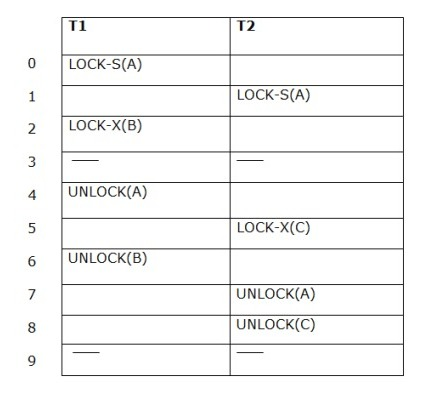 T1 T2
0 LOCK-S(A)
1 LOCK-S(A)
2 LOCK-X(B)
3 —— ——
4 UNLOCK(A)
5 LOCK-X(C)
6 UNLOCK(B)
7 UNLOCK(A)
8 UNLOCK(C)
9 —— ——